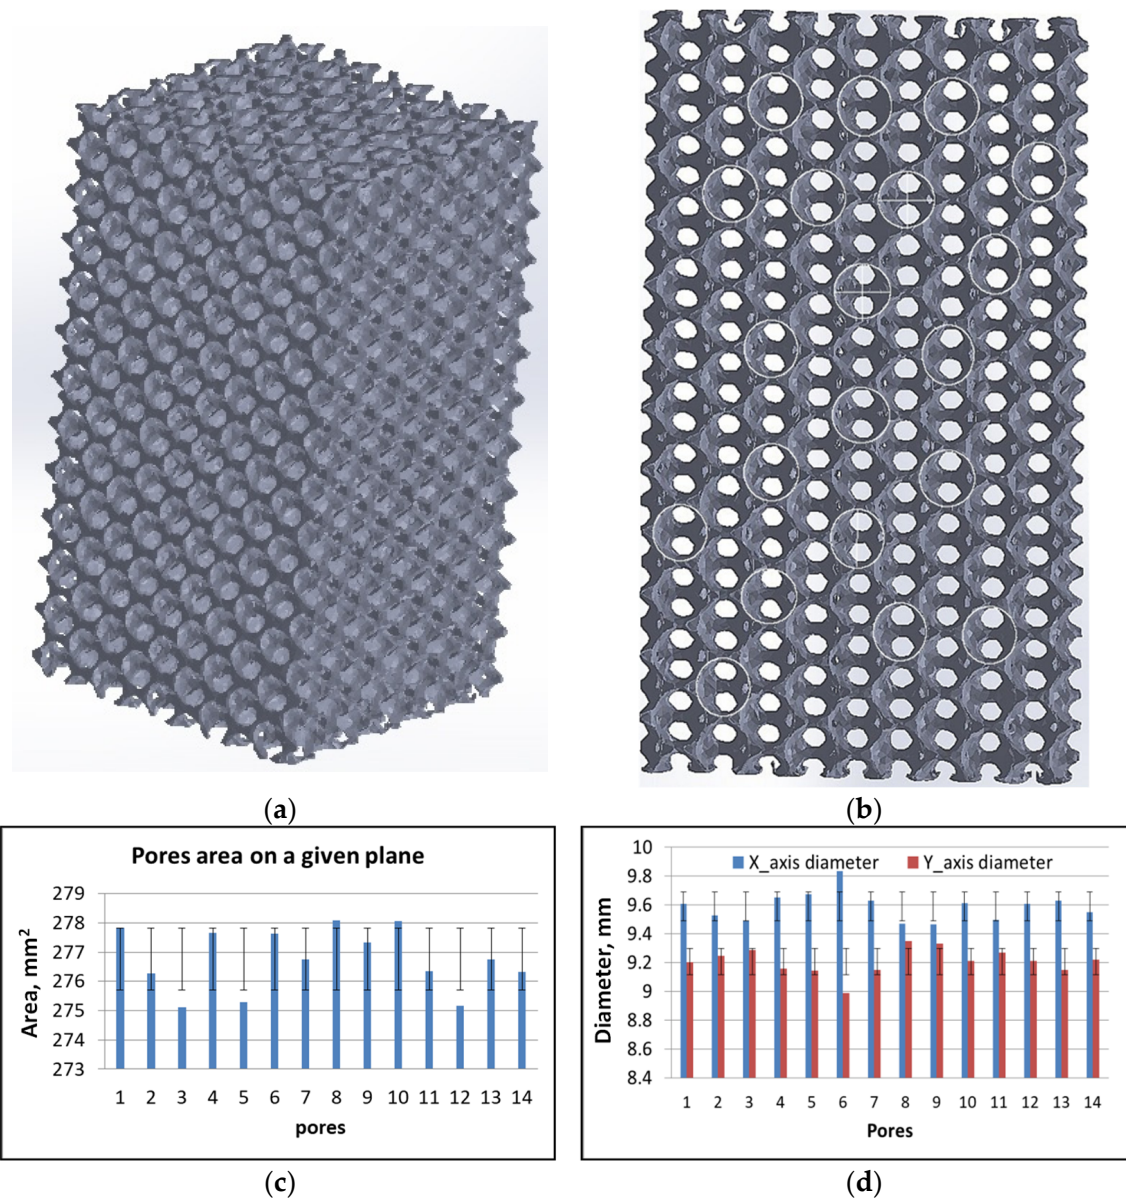 (a)
(b)
Pores area on a given plane
279
278
277
276
275
274
273
Area, mm²
1 2 3 4 5 6 7 8 9 10 11 12 13 14
pores
(c)
X_axis diameter Y_axis diameter
10
9.8
9.6
9.4
9.2
9
8.8
8.6
8.4
Diameter, mm
1 2 3 4 5 6 7 8 9 10 11 12 13 14
Pores
(d)